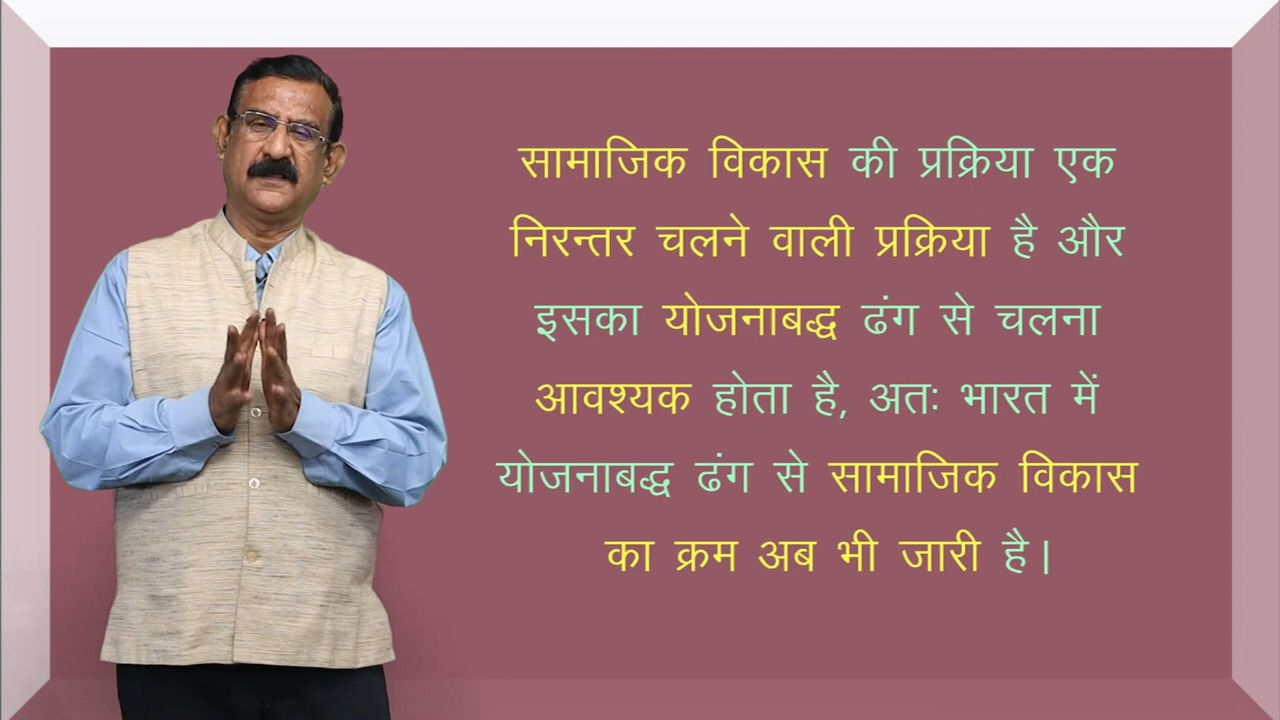 सामाजिक विकास की प्रक्रिया एक
निरन्तर चलने वाली प्रक्रिया है और
इसका योजनाबद्ध ढंग से चलना
आवश्यक होता है, अतः भारत में
योजनाबद्ध ढंग से सामाजिक विकास
का क्रम अब भी जारी है।